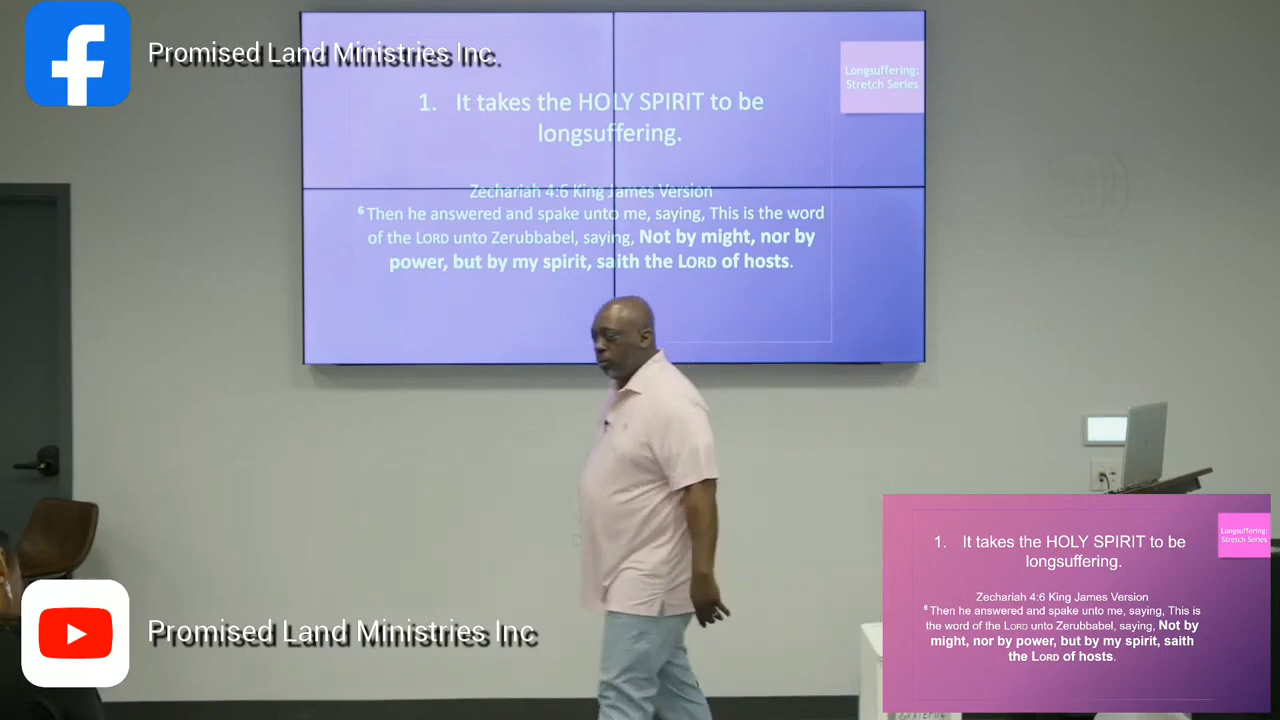 Promised Land Ministries Inc.
Longsuffering:
Stretch Series
1. It takes the HOLY SPIRIT to be
longsuffering.
Zechariah 4:6 King James Version
6 Then he answered and spake unto me, saying, This is the word
of the LORD unto Zerubbabel, saying, Not by might, nor by
power, but by my spirit, saith the LORD of hosts.
Promised Land Ministries Inc
Longsuffering:
Stretch Series
1. It takes the HOLY SPIRIT to be
longsuffering.
Zechariah 4:6 King James Version
6 Then he answered and spake unto me, saying, This is
the word of the LORD unto Zerubbabel, saying, Not by
might, nor by power, but by my spirit, saith
the LORD of hosts.